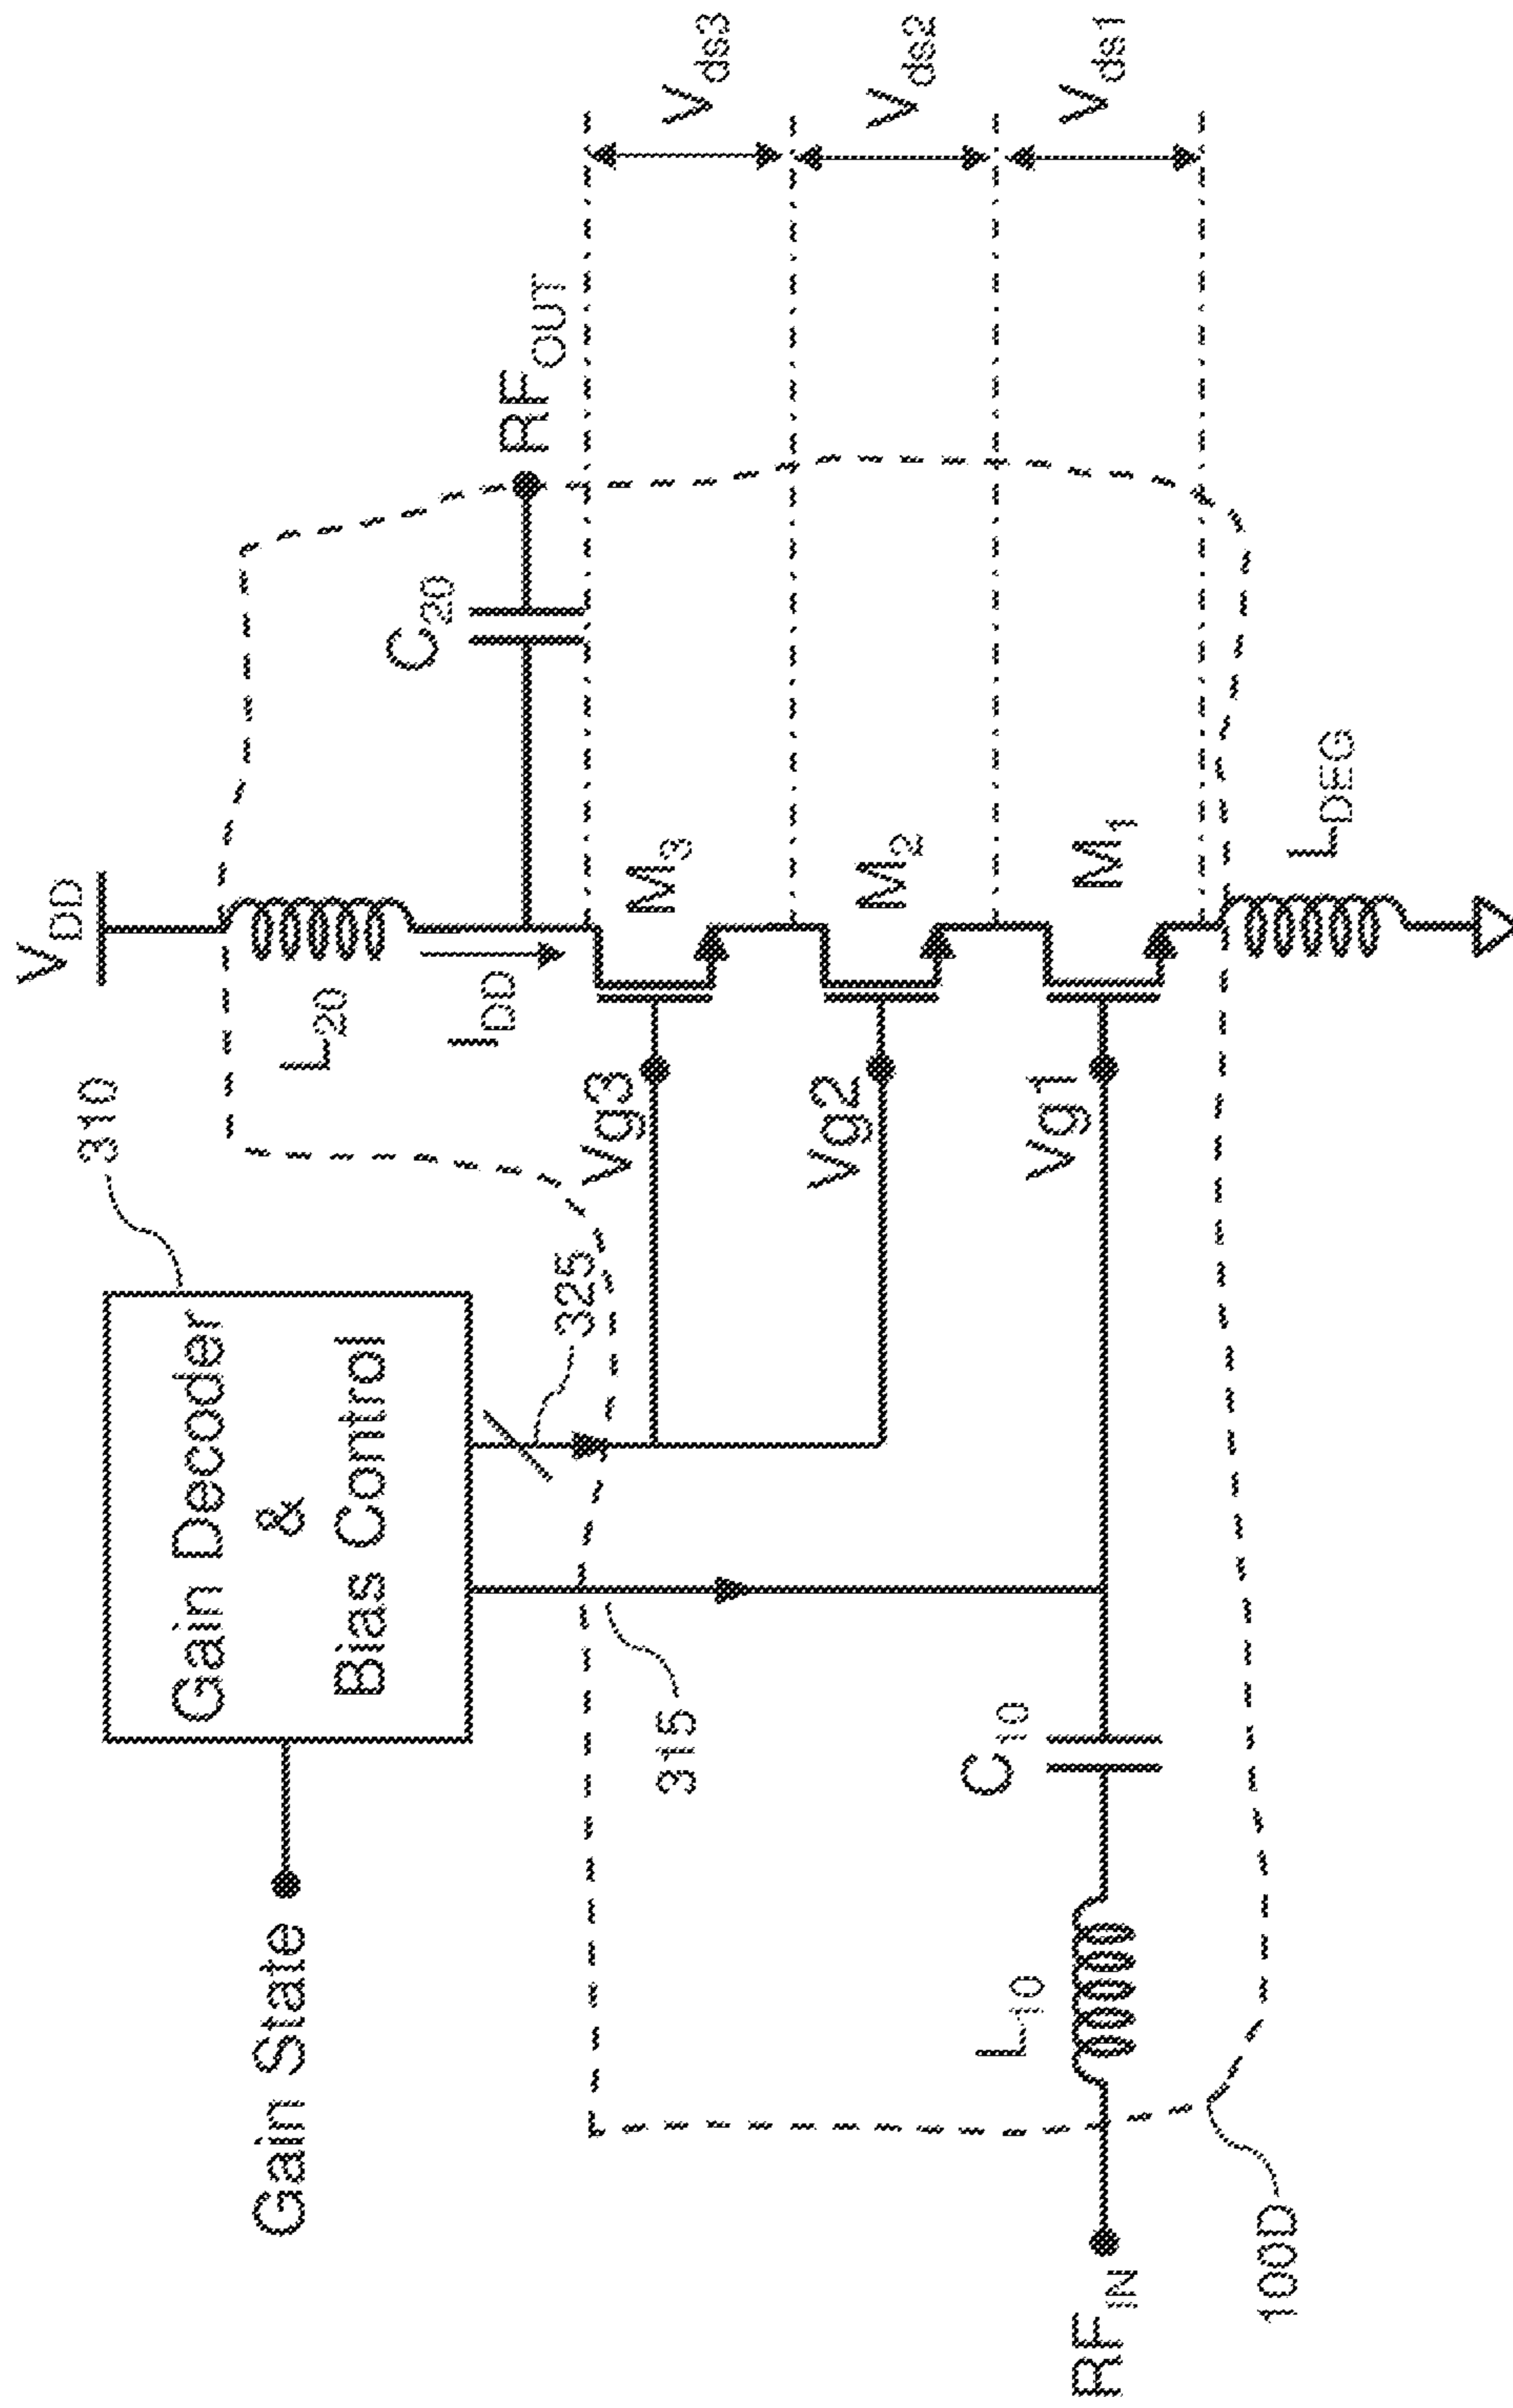 V_DD
310
L_20
C_20
I_DD
RF_OUT
Gain State
Gain Decoder
&
Bias Control
325
315
Vg3
M_3
V_ds3
Vg2
M_2
V_ds2
Vg1
M_1
V_ds1
RF_IN
L_10
C_10
L_DEG
100D